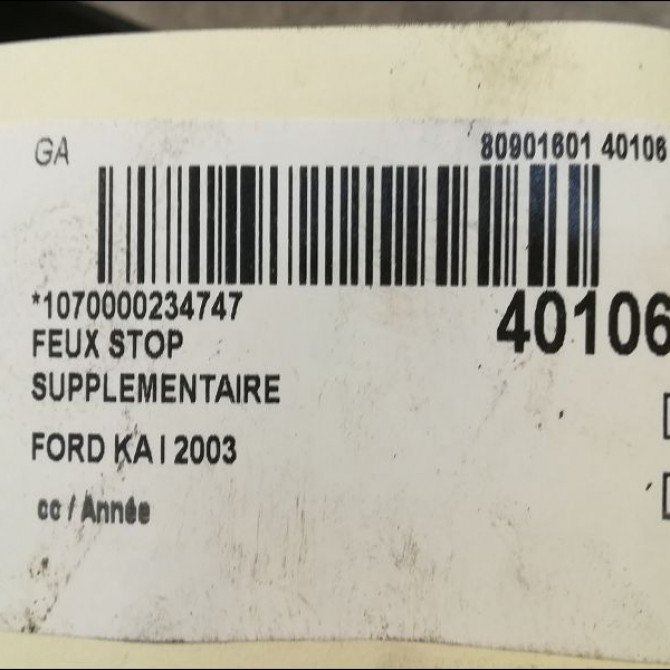 GA
80901601 40106
*1070000234747
40106
FEUX STOP
SUPPLEMENTAIRE
FORD KA I 2003
cc / Année